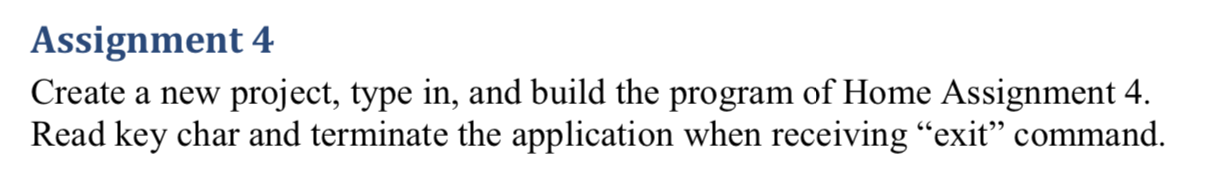 Assignment 4
Create a new project, type in, and build the program of Home Assignment 4.
Read key char and terminate the application when receiving “exit” command.